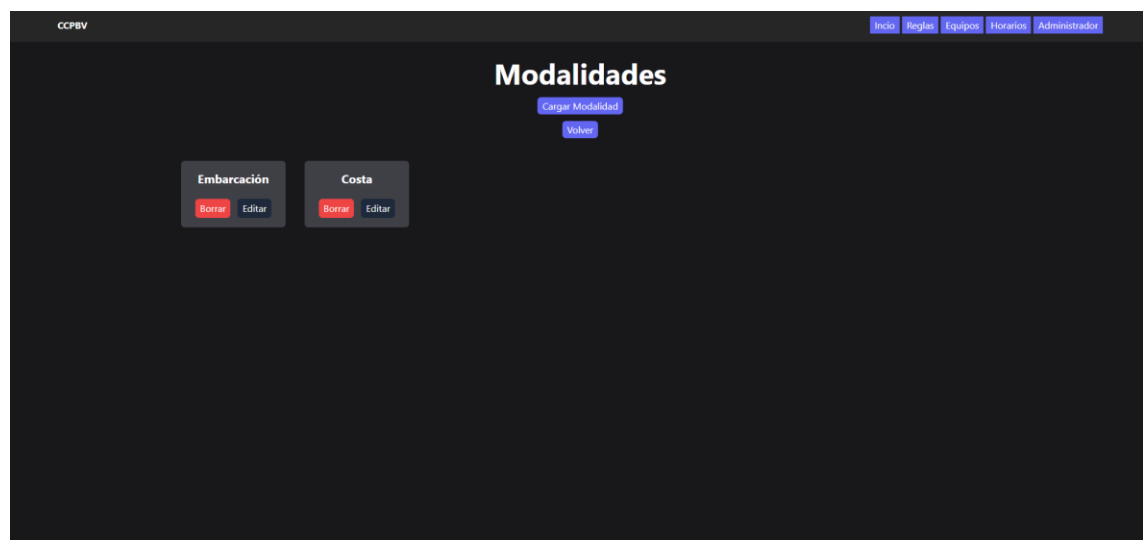 CCPBV Incio Reglas Equipos Horarios Administrador
Modalidades
Cargar Modalidad
Volver
Embarcación Costa
Borrar Editar Borrar Editar